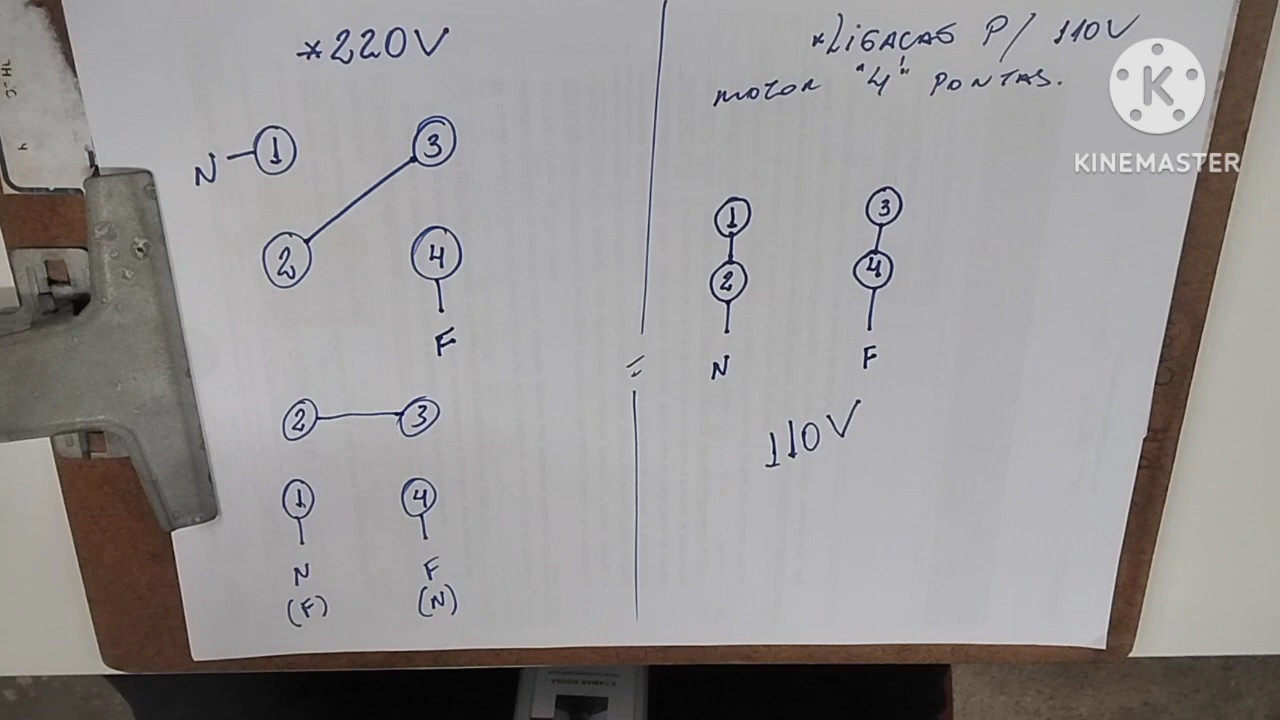 *220V
N 1 3
2 4
F
2 3
1 4
N F
(F) (N)
*LIGAÇAS P/ 110V
MOTOR "4" PONTAS.
1 3
2 4
N F
110V
K
KINEMASTER